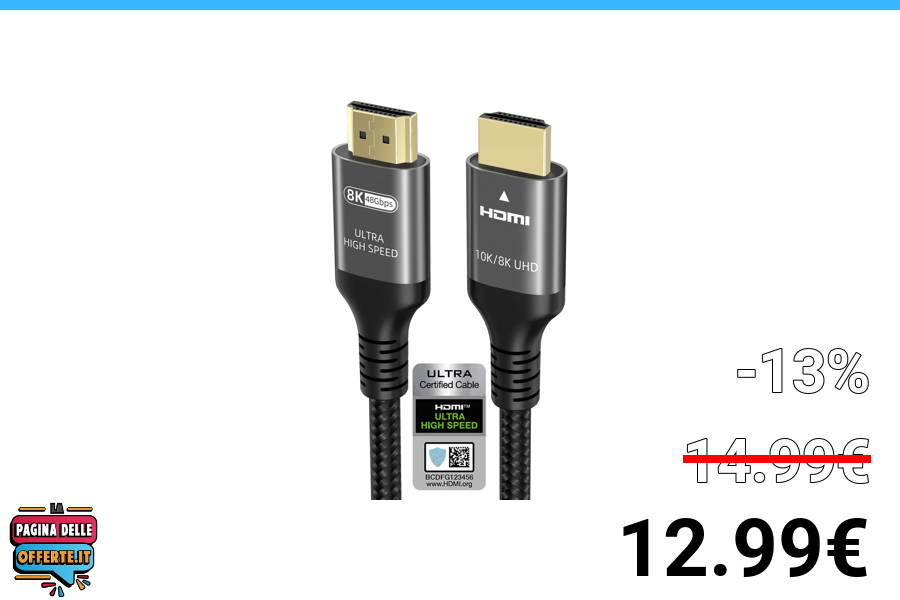 8K 48Gbps
ULTRA
HIGH SPEED
HDMI
10K/8K UHD
ULTRA
Certified Cable
HDMI™
ULTRA
HIGH SPEED
BCDFG123456
www.HDMI.org
-13%
14.99€
12.99€
LA
PAGINA DELLE
OFFERTE.IT